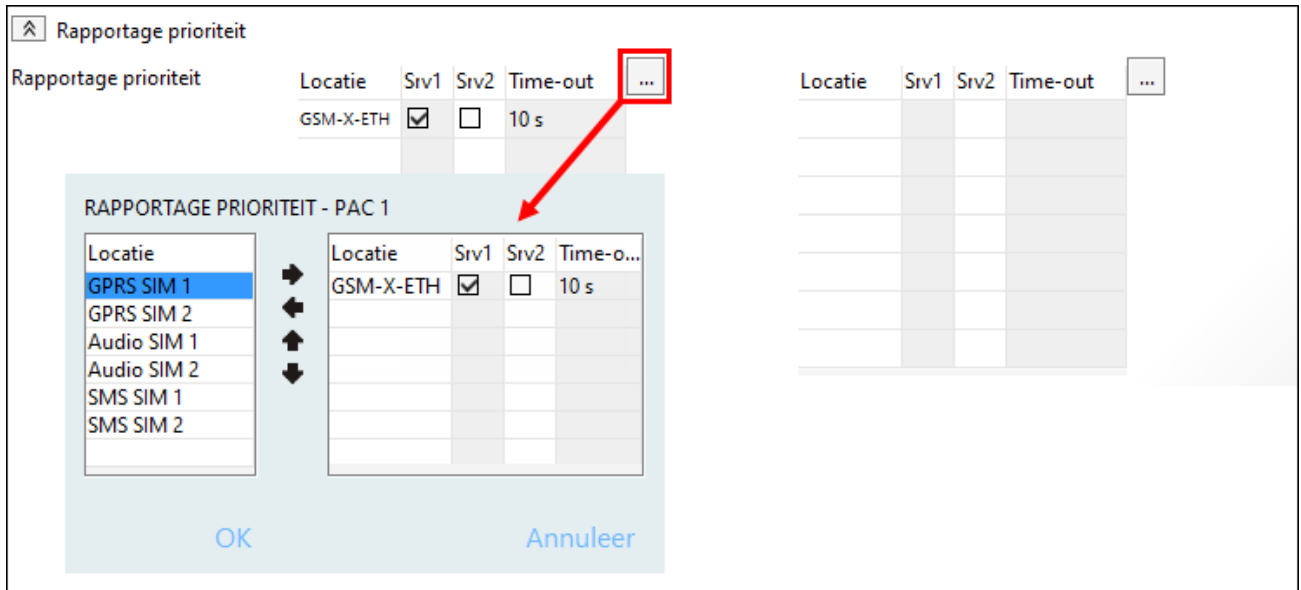 Rapportage prioriteit
Rapportage prioriteit Locatie Srv1 Srv2 Time-out ... Locatie Srv1 Srv2 Time-out ...
GSM-X-ETH 10 s
RAPPORTAGE PRIORITEIT - PAC 1
Locatie Locatie Srv1 Srv2 Time-o...
GPRS SIM 1 GSM-X-ETH 10 s
GPRS SIM 2
Audio SIM 1
Audio SIM 2
SMS SIM 1
SMS SIM 2
OK Annuleer